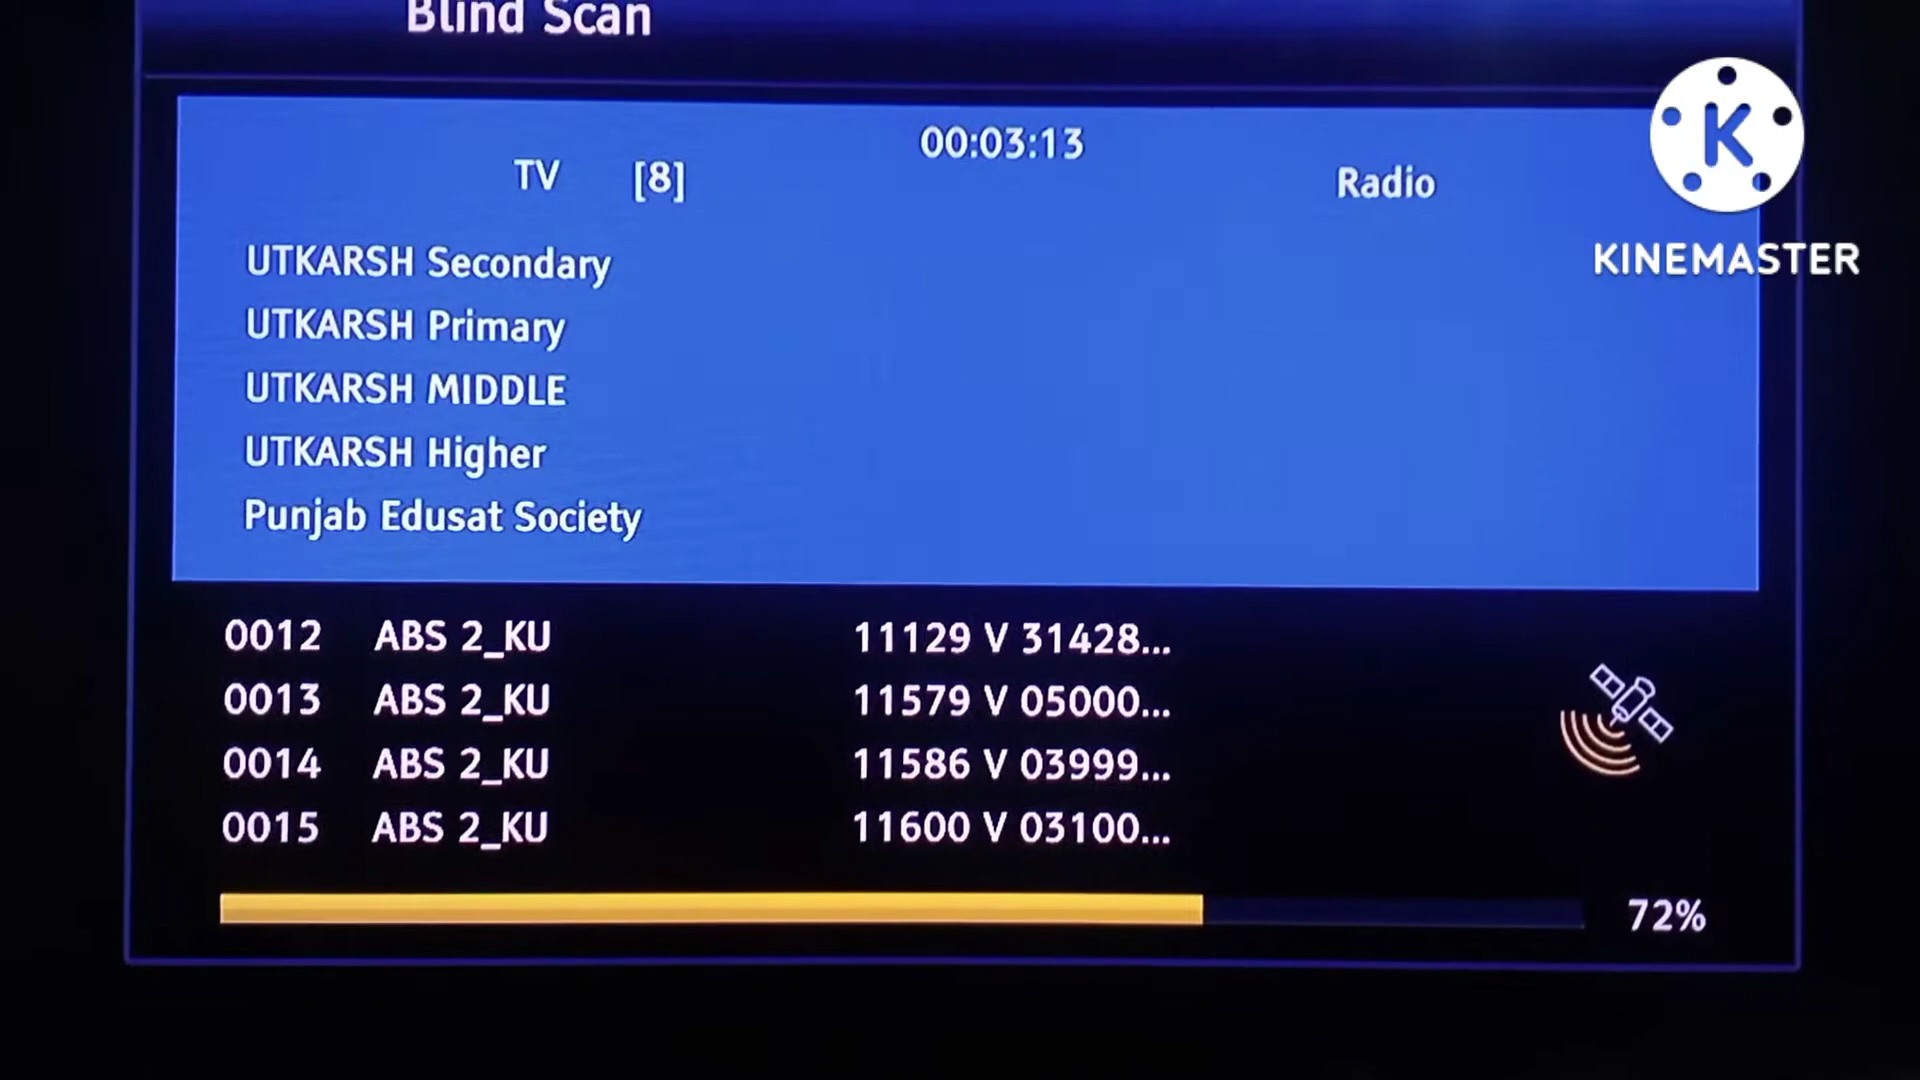 Blind Scan
00:03:13
TV [8] Radio
UTKARSH Secondary
UTKARSH Primary
UTKARSH MIDDLE
UTKARSH Higher
Punjab Edusat Society
0012 ABS 2_KU 11129 V 31428...
0013 ABS 2_KU 11579 V 05000...
0014 ABS 2_KU 11586 V 03999...
0015 ABS 2_KU 11600 V 03100...
72%
K
KINEMASTER